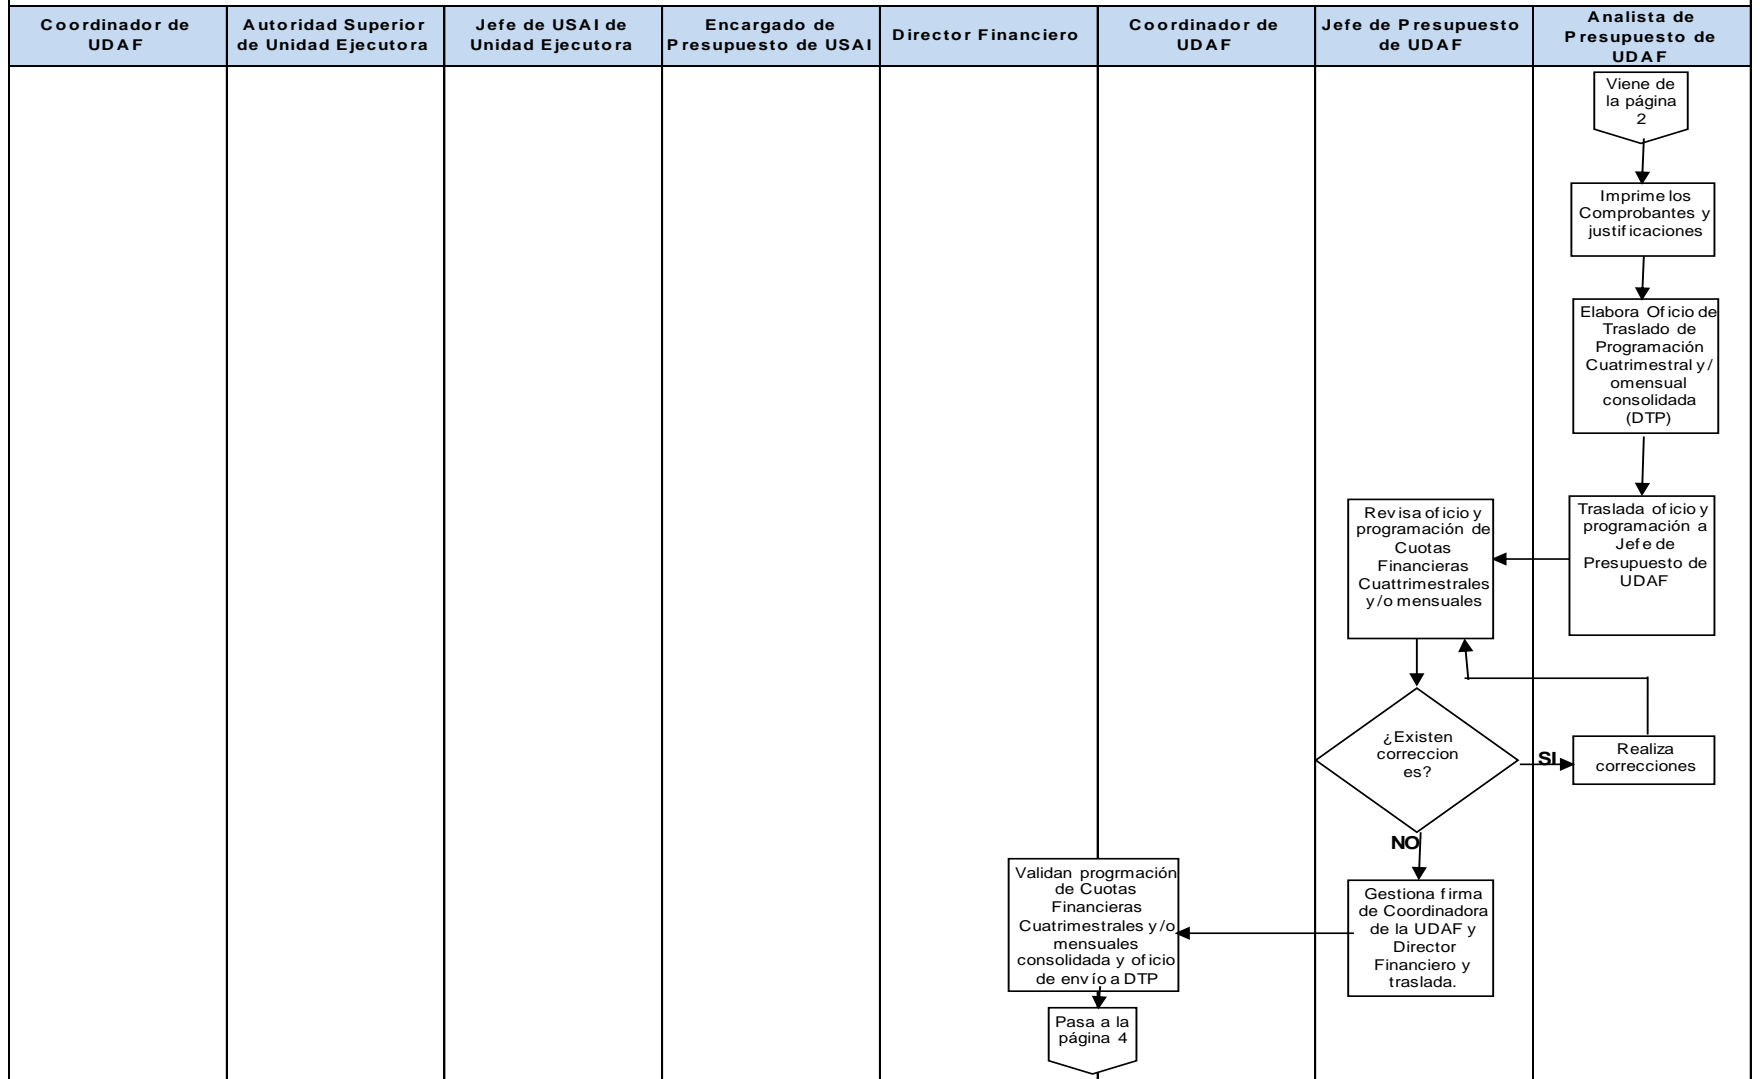 Coordinador de
UDAF
Autoridad Superior
de Unidad Ejecutora
Jefe de USAI de
Unidad Ejecutora
Encargado de
Presupuesto de USAI
Director Financiero
Coordinador de
UDAF
Jefe de Presupuesto
de UDAF
Analista de
Presupuesto de
UDAF
Viene de
la página
2
Imprime los
Comprobantes y
justificaciones
Elabora Oficio de
Traslado de
Programación
Cuatrimestral y/
omensual
consolidada
(DTP)
Traslada oficio y
programación a
Jefe de
Presupuesto de
UDAF
Revisa oficio y
programación de
Cuotas
Financieras
Cuattrimestrales
y/o mensuales
¿Existen
correccion
es?
SI
Realiza
correcciones
NO
Gestiona firma
de Coordinadora
de la UDAF y
Director
Financiero y
traslada.
Validan progrmación
de Cuotas
Financieras
Cuatrimestrales y/o
mensuales
consolidada y oficio
de envío a DTP
Pasa a la
página 4